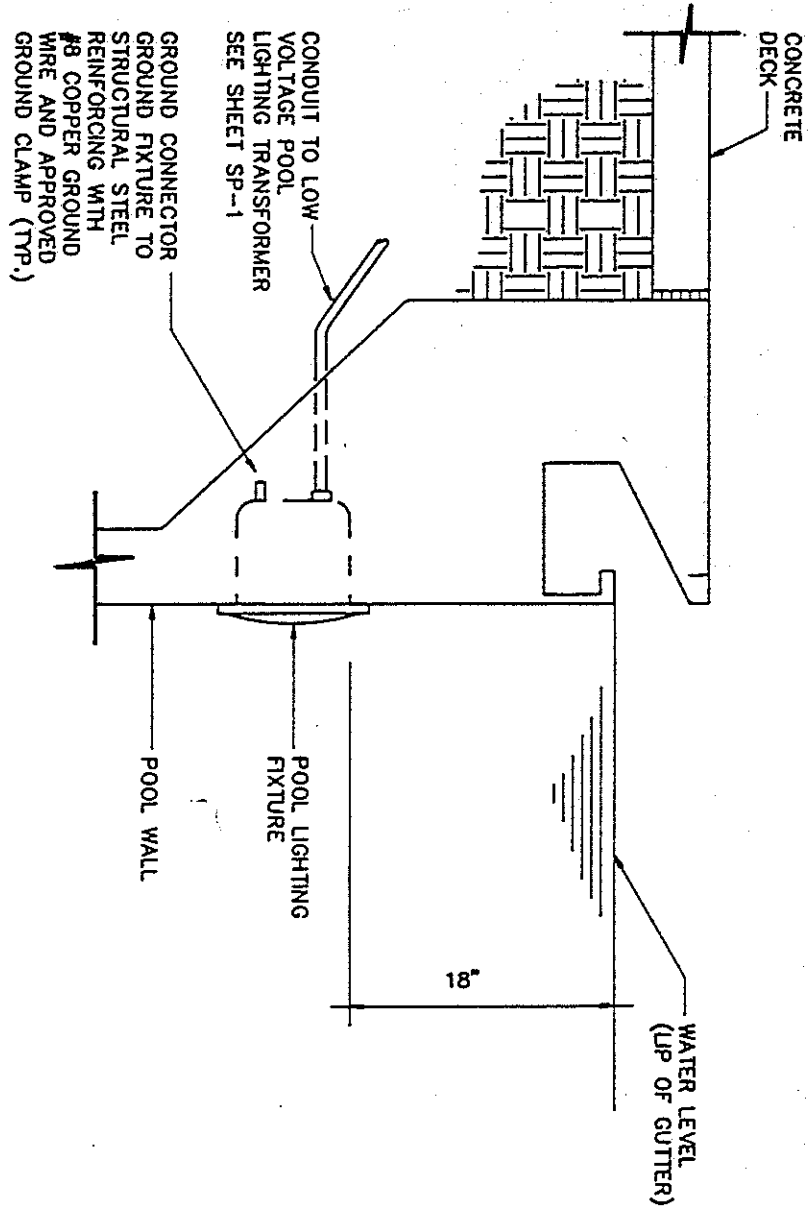 CONCRETE
DECK
CONDUIT TO LOW
VOLTAGE POOL
LIGHTING TRANSFORMER
SEE SHEET SP-1
GROUND CONNECTOR
GROUND FIXTURE TO
STRUCTURAL STEEL
REINFORCING WITH
#8 COPPER GROUND
WIRE AND APPROVED
GROUND CLAMP (TYP.)
WATER LEVEL
(LIP OF GUTTER)
18"
POOL LIGHTING
FIXTURE
POOL WALL